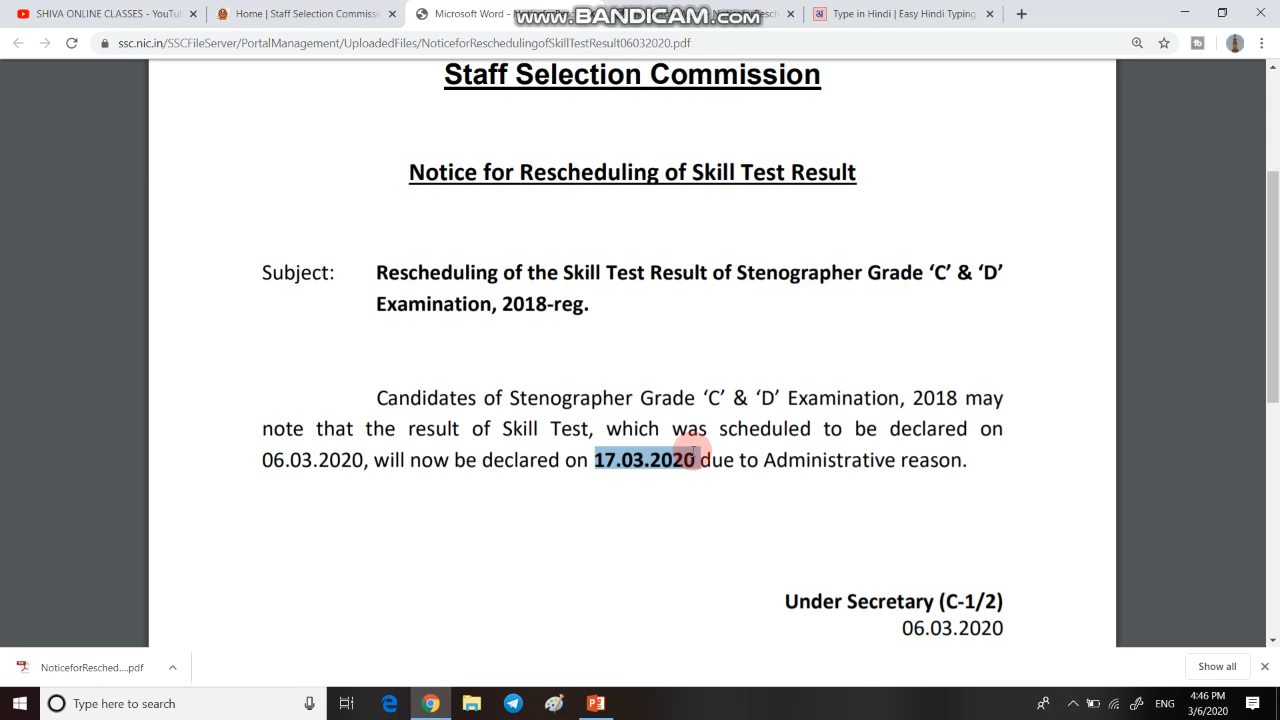 www.BANDICAM.com
SHIVA ONLINE CLASSES - YouTu
Home | Staff Selection Commissio
Microsoft Word -
Type in Hindi | Easy Hindi Typing
ssc.nic.in/SSCFileServer/PortalManagement/UploadedFiles/NoticeforReschedulingofSkillTestResult06032020.pdf
Staff Selection Commission
Notice for Rescheduling of Skill Test Result
Subject: Rescheduling of the Skill Test Result of Stenographer Grade ‘C’ & ‘D’
Examination, 2018-reg.
Candidates of Stenographer Grade ‘C’ & ‘D’ Examination, 2018 may
note that the result of Skill Test, which was scheduled to be declared on
06.03.2020, will now be declared on 17.03.2020 due to Administrative reason.
Under Secretary (C-1/2)
06.03.2020
NoticeforResched....pdf
Show all
Type here to search
ENG
4:46 PM
3/6/2020